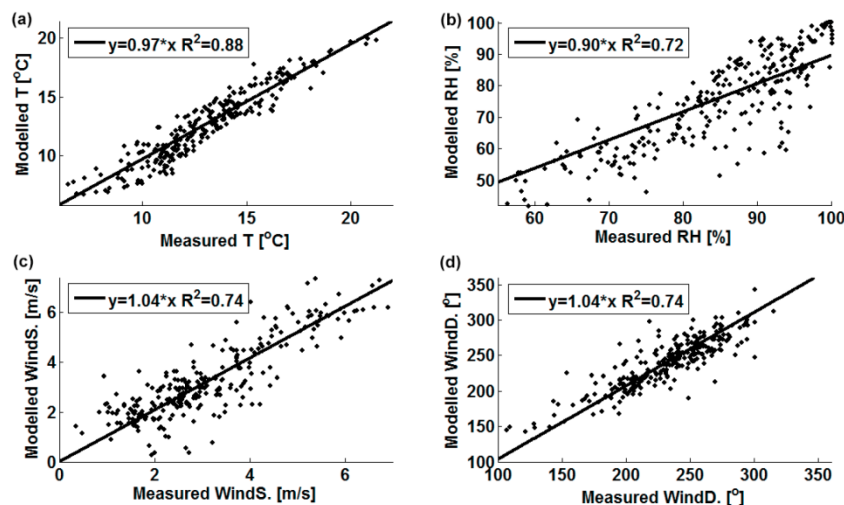 (a)
y=0.97*x R²=0.88
Modelled T [°C]
20
15
10
10 15 20
Measured T [°C]
(b)
y=0.90*x R²=0.72
Modelled RH [%]
100
90
80
70
60
50
60 70 80 90 100
Measured RH [%]
(c)
y=1.04*x R²=0.74
Modelled WindS. [m/s]
6
4
2
0
0 2 4 6
Measured WindS. [m/s]
(d)
y=1.04*x R²=0.74
Modelled WindD. [°]
350
300
250
200
150
100
100 150 200 250 300 350
Measured WindD. [°]